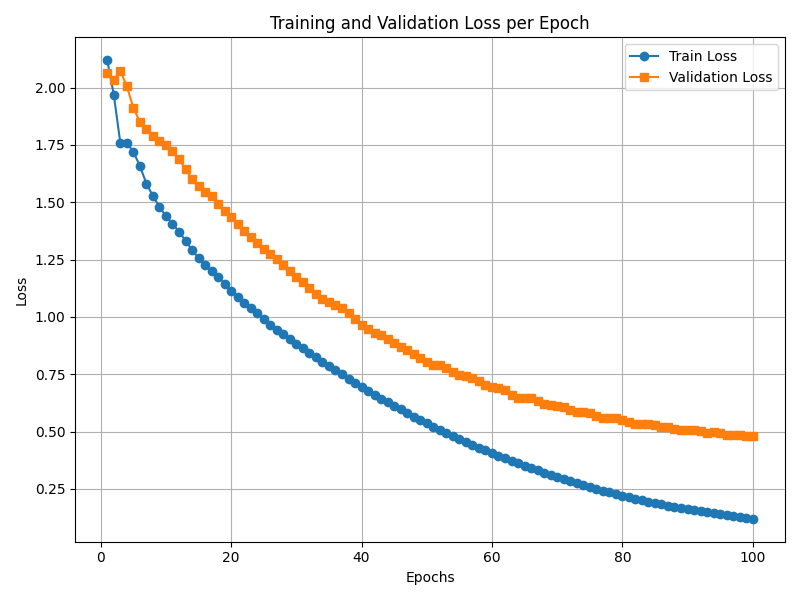 Training and Validation Loss per Epoch
Train Loss
Validation Loss
2.00
1.75
1.50
1.25
1.00
0.75
0.50
0.25
Loss
0 20 40 60 80 100
Epochs